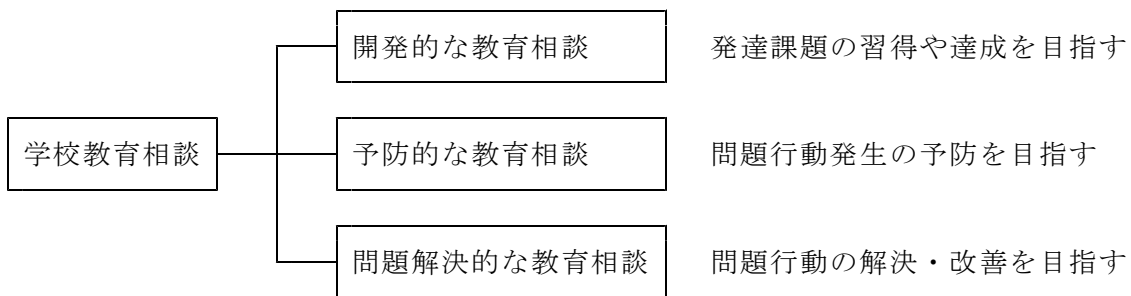 開発的な教育相談 発達課題の習得や達成を目指す
学校教育相談 予防的な教育相談 問題行動発生の予防を目指す
問題解決的な教育相談 問題行動の解決・改善を目指す